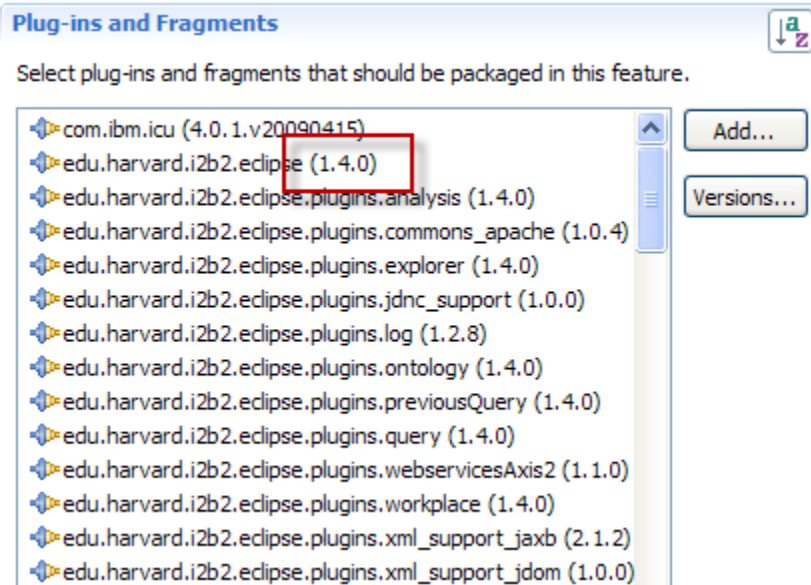 Plug-ins and Fragments
a
z
Select plug-ins and fragments that should be packaged in this feature.
com.ibm.icu (4.0.1.v20090415)
Add...
edu.harvard.i2b2.eclipse (1.4.0)
edu.harvard.i2b2.eclipse.plugins.analysis (1.4.0)
Versions...
edu.harvard.i2b2.eclipse.plugins.commons_apache (1.0.4)
edu.harvard.i2b2.eclipse.plugins.explorer (1.4.0)
edu.harvard.i2b2.eclipse.plugins.jdnc_support (1.0.0)
edu.harvard.i2b2.eclipse.plugins.log (1.2.8)
edu.harvard.i2b2.eclipse.plugins.ontology (1.4.0)
edu.harvard.i2b2.eclipse.plugins.previousQuery (1.4.0)
edu.harvard.i2b2.eclipse.plugins.query (1.4.0)
edu.harvard.i2b2.eclipse.plugins.webservicesAxis2 (1.1.0)
edu.harvard.i2b2.eclipse.plugins.workplace (1.4.0)
edu.harvard.i2b2.eclipse.plugins.xml_support_jaxb (2.1.2)
edu.harvard.i2b2.eclipse.plugins.xml_support_jdom (1.0.0)